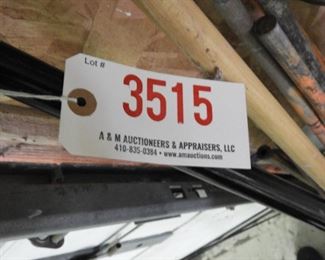 Lot #
3515
A & M AUCTIONEERS & APPRAISERS, LLC
410-835-0384 • www.amauctions.com